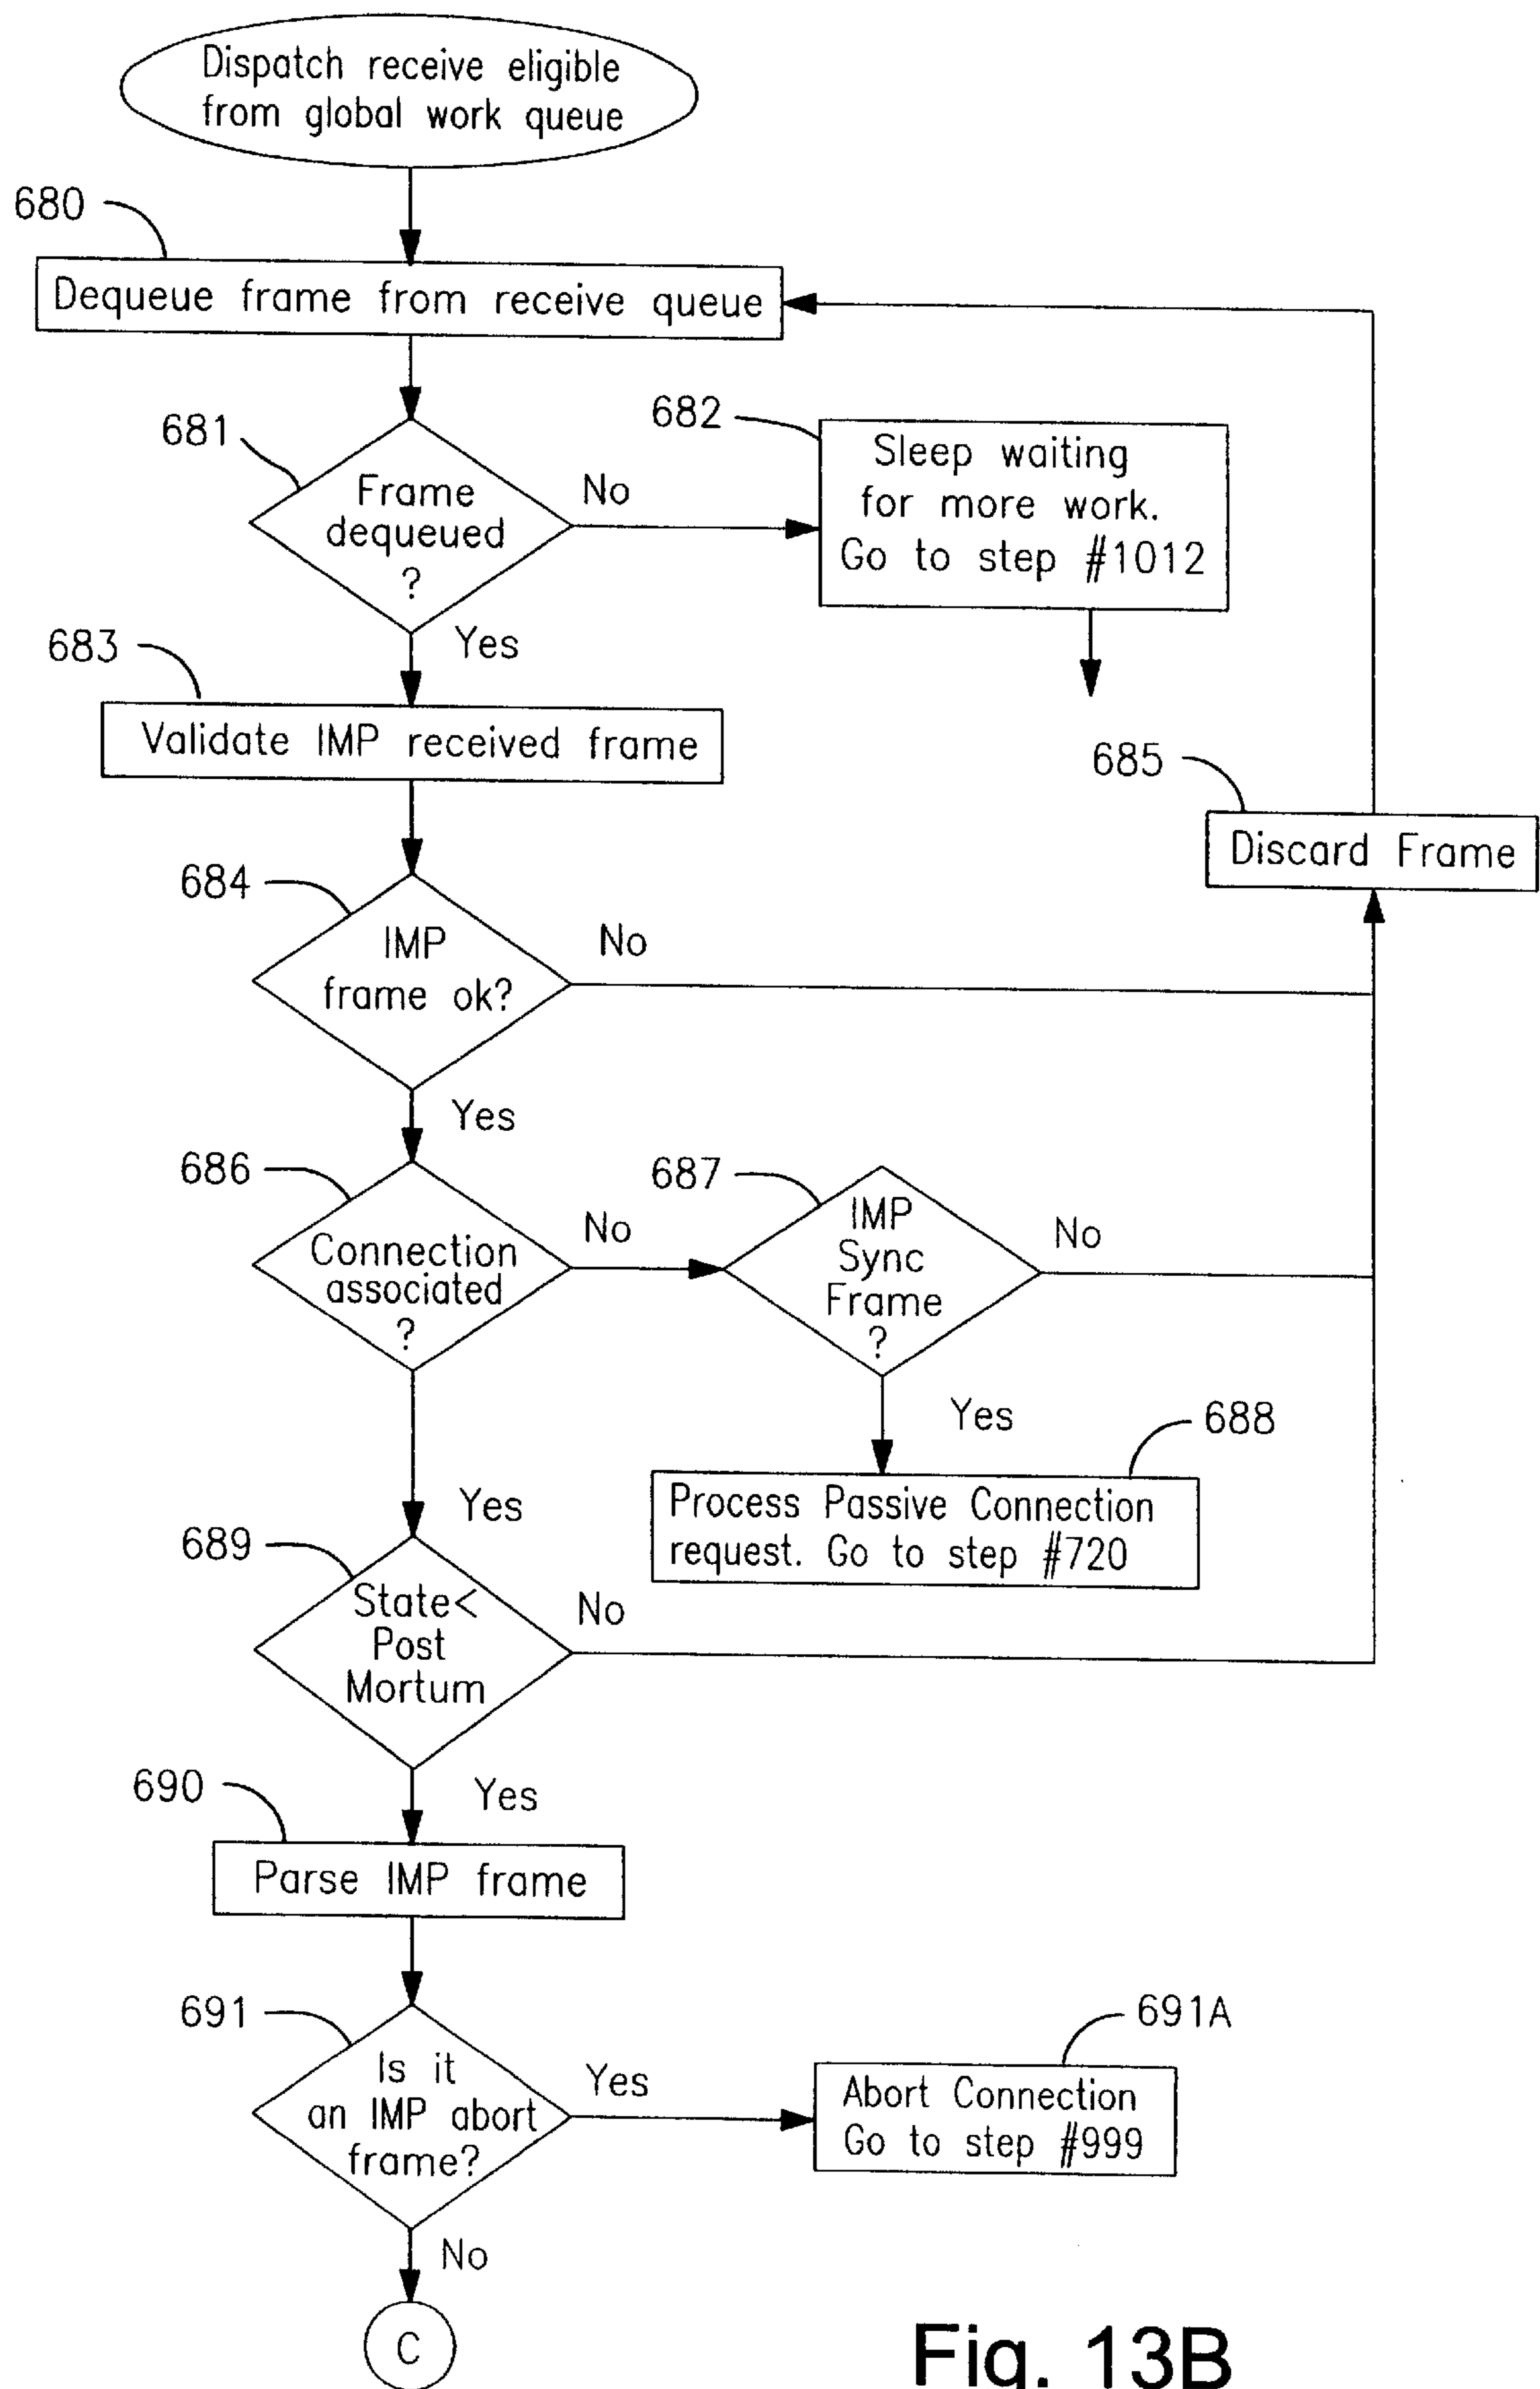 Dispatch receive eligible
from global work queue
680
Dequeue frame from receive queue
681
Frame
dequeued
?
No
682
Sleep waiting
for more work.
Go to step #1012
Yes
683
Validate IMP received frame
685
Discard Frame
684
IMP
frame ok?
No
Yes
686
Connection
associated
?
No
687
IMP
Sync
Frame
?
No
Yes
688
Process Passive Connection
request. Go to step #720
Yes
689
State<
Post
Mortum
No
Yes
690
Parse IMP frame
691
Is it
an IMP abort
frame?
Yes
691A
Abort Connection
Go to step #999
No
C
Fig. 13B